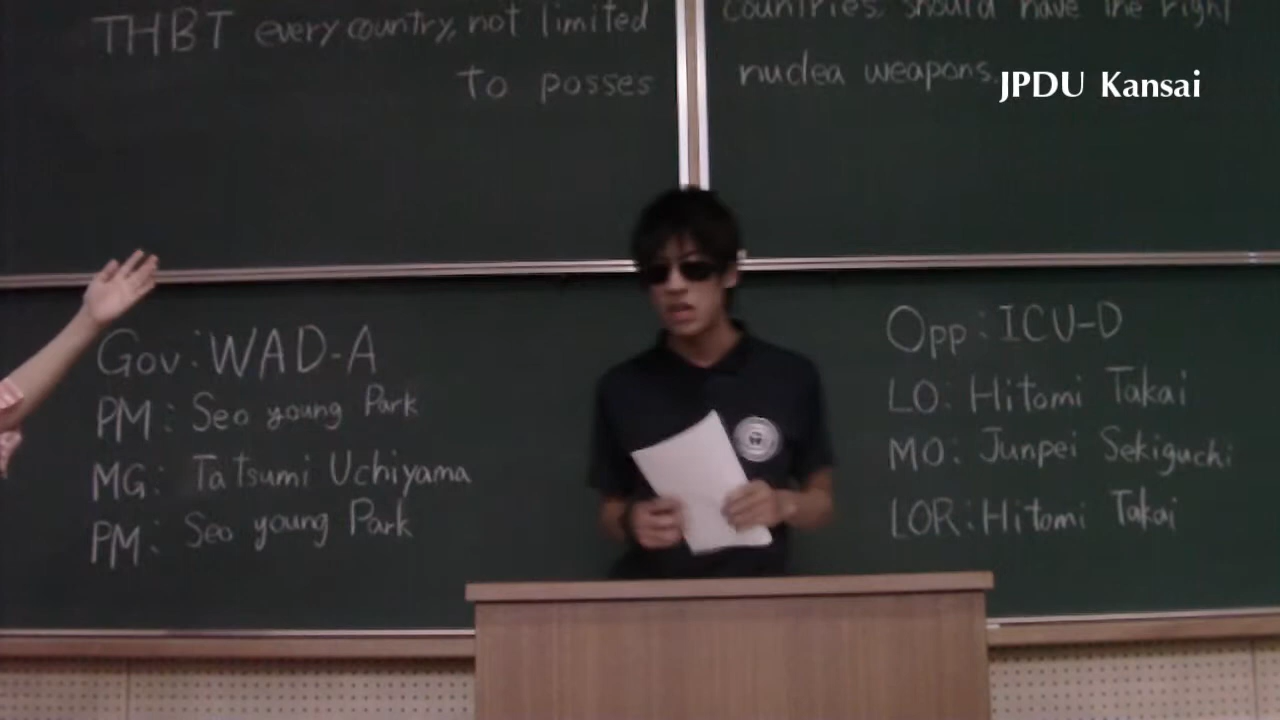 THBT every country, not limited
to posses
countries should have the right
nuclea weapons.
JPDU Kansai
Gov: WAD-A
PM: Seo young Park
MG: Tatsumi Uchiyama
PM: Seo young Park
Opp: ICU-D
LO: Hitomi Takai
MO: Junpei Sekiguchi
LOR: Hitomi Takai